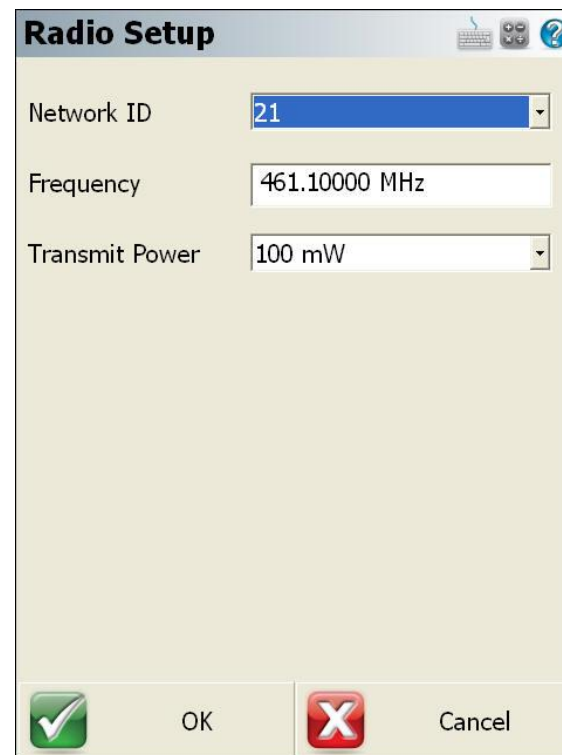 Radio Setup
Network ID 21
Frequency 461.10000 MHz
Transmit Power 100 mW
OK Cancel